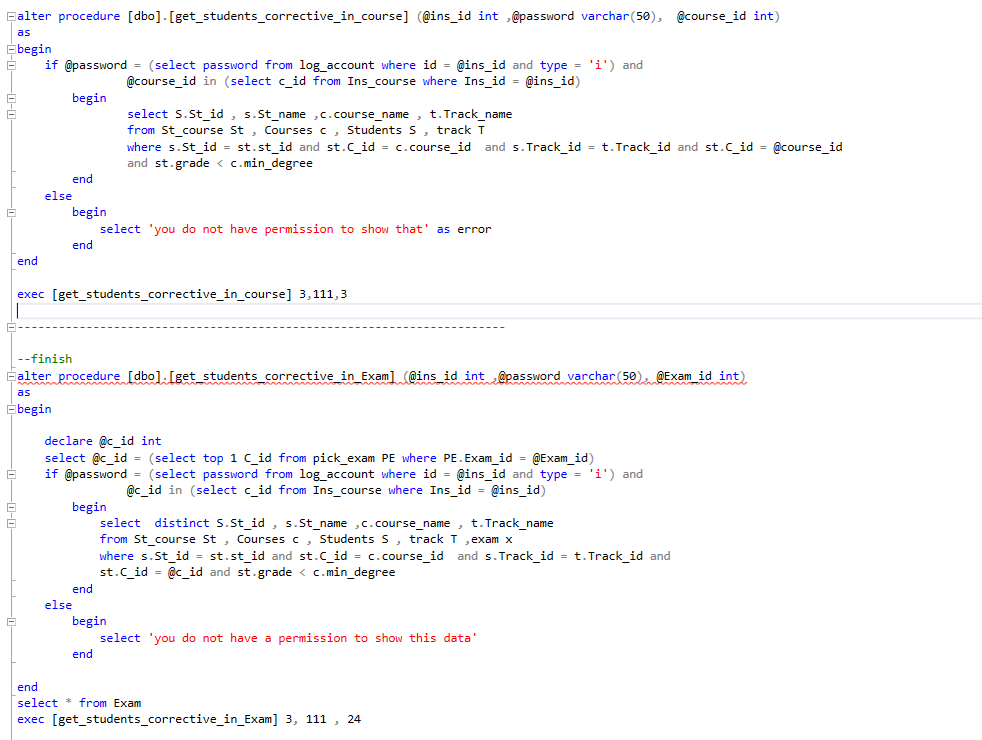 alter procedure [dbo].[get_students_corrective_in_course] (@ins_id int ,@password varchar(50),  @course_id int)
as
begin
    if @password = (select password from log_account where id = @ins_id and type = 'i') and
                @course_id in (select c_id from Ins_course where Ins_id = @ins_id)
        begin
                select S.St_id , s.St_name ,c.course_name , t.Track_name
                from St_course St , Courses c , Students S , track T
                where s.St_id = st.st_id and st.C_id = c.course_id  and s.Track_id = t.Track_id and st.C_id = @course_id
                and st.grade < c.min_degree
        end
    else
        begin
            select 'you do not have permission to show that' as error
        end
end
exec [get_students_corrective_in_course] 3,111,3
-----------------------------------------------------------------------
--finish
alter procedure [dbo].[get_students_corrective_in_Exam] (@ins_id int ,@password varchar(50), @Exam_id int)
as
begin
    declare @c_id int
    select @c_id = (select top 1 C_id from pick_exam PE where PE.Exam_id = @Exam_id)
    if @password = (select password from log_account where id = @ins_id and type = 'i') and
                @c_id in (select c_id from Ins_course where Ins_id = @ins_id)
        begin
            select  distinct S.St_id , s.St_name ,c.course_name , t.Track_name
            from St_course St , Courses c , Students S , track T ,exam x
            where s.St_id = st.st_id and st.C_id = c.course_id  and s.Track_id = t.Track_id and
            st.C_id = @c_id and st.grade < c.min_degree
        end
    else
        begin
            select 'you do not have a permission to show this data'
        end
end
select * from Exam
exec [get_students_corrective_in_Exam] 3, 111 , 24